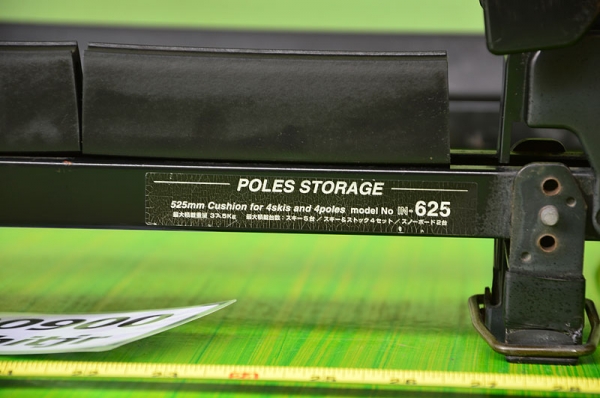 POLES STORAGE
525mm Cushion for 4skis and 4poles model No IN-625
最大積載重量 37.5Kg 最大積載台数:スキー5台/スキー&ストック4セット/スノーボード2台
00900